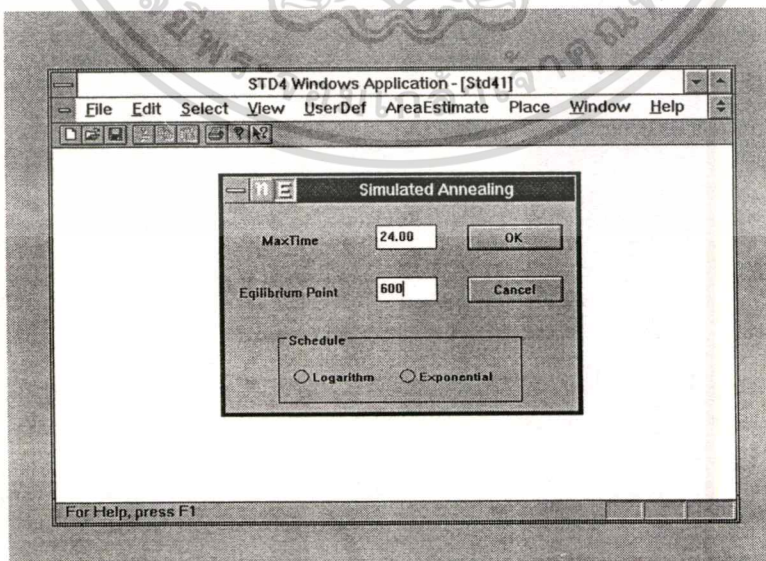 STD4 Windows Application - [Std41]
File Edit Select View UserDef AreaEstimate Place Window Help
Simulated Annealing
MaxTime 24.00 OK
Eqilibrium Point 600 Cancel
Schedule
Logarithm Exponential
For Help, press F1